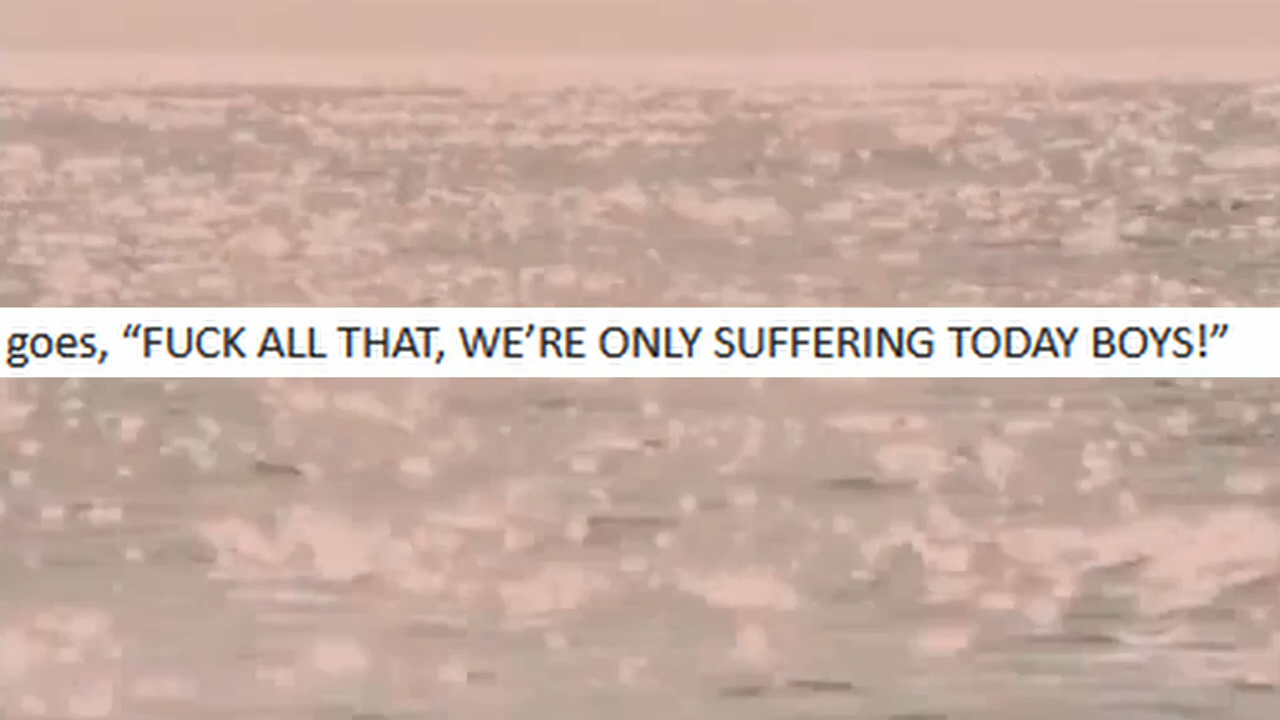 goes, “FUCK ALL THAT, WE’RE ONLY SUFFERING TODAY BOYS!”